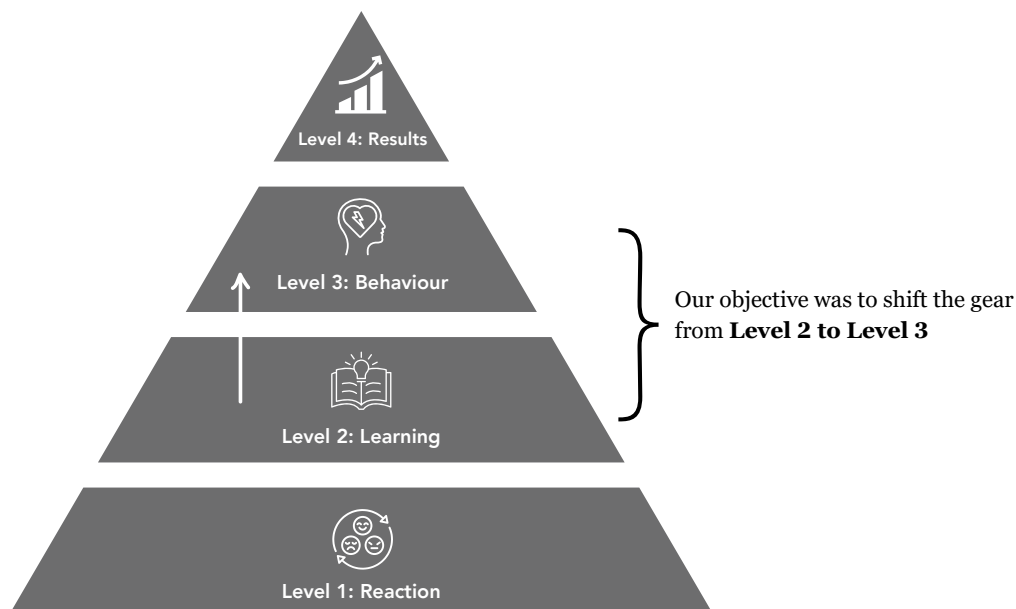 Level 4: Results
Level 3: Behaviour
Our objective was to shift the gear
from Level 2 to Level 3
Level 2: Learning
Level 1: Reaction